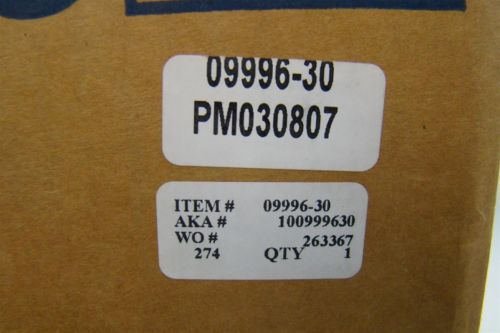 09996-30
PM030807
ITEM # 09996-30
AKA # 100999630
WO # 263367
274 QTY 1